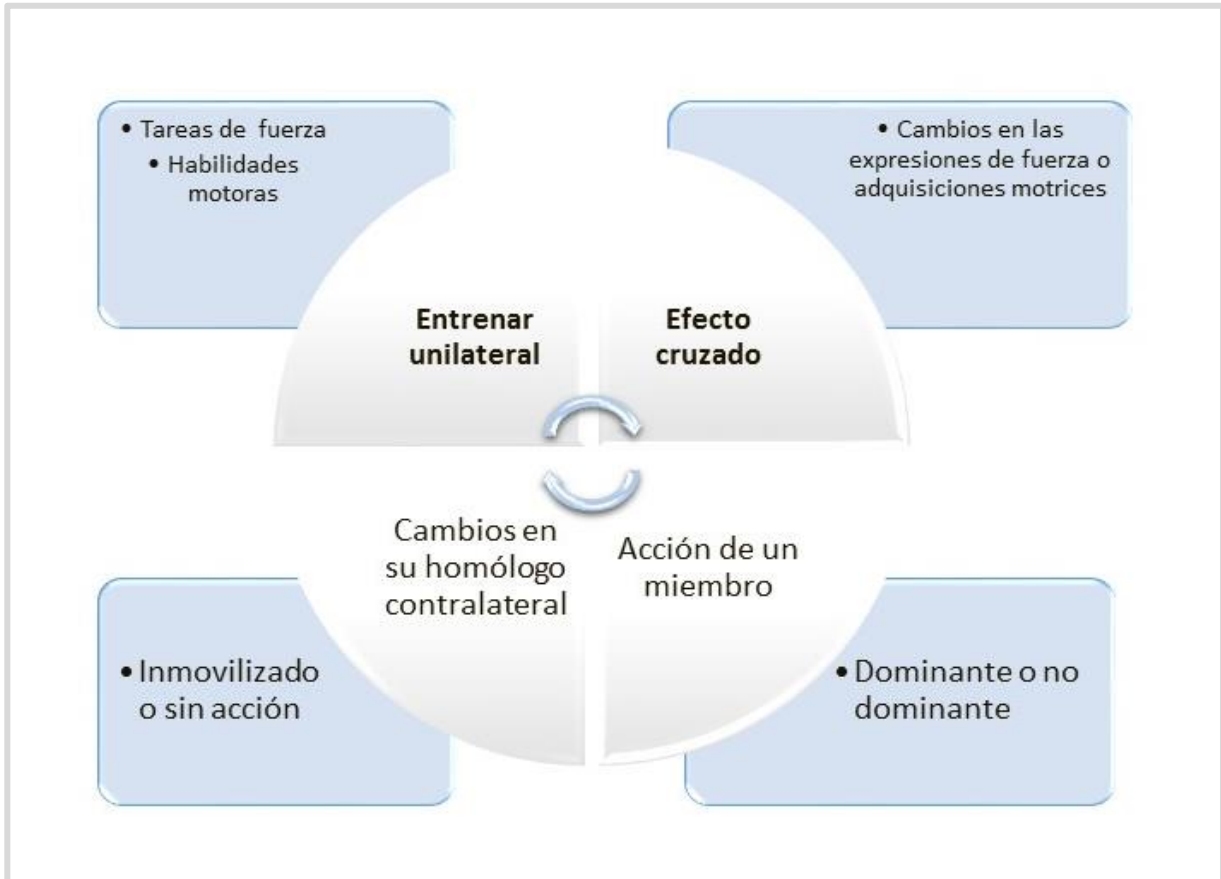 • Tareas de fuerza
• Habilidades
motoras
• Cambios en las
expresiones de fuerza o
adquisiciones motrices
Entrenar
unilateral
Efecto
cruzado
Cambios en
su homólogo
contralateral
Acción de un
miembro
• Inmovilizado
o sin acción
• Dominante o no
dominante